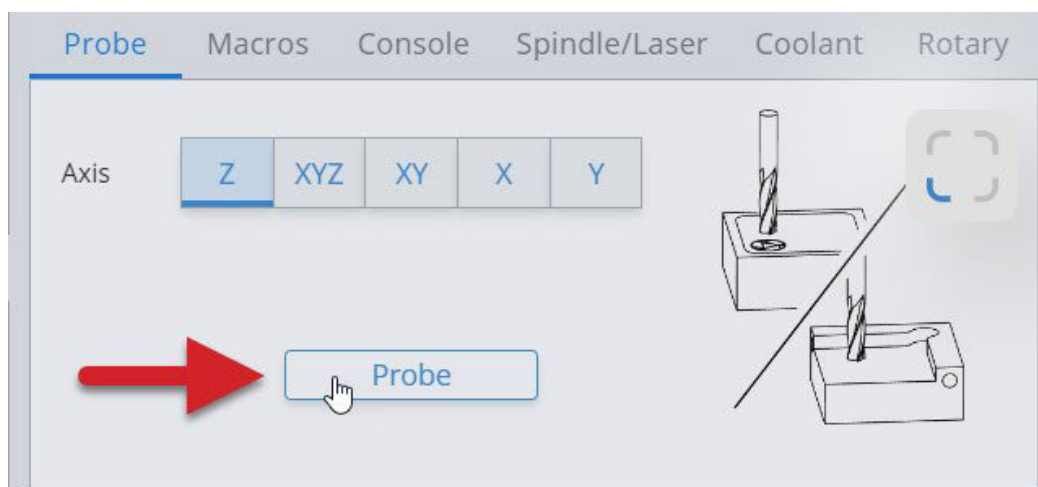 Probe Macros Console Spindle/Laser Coolant Rotary
Axis Z XYZ XY X Y
Probe